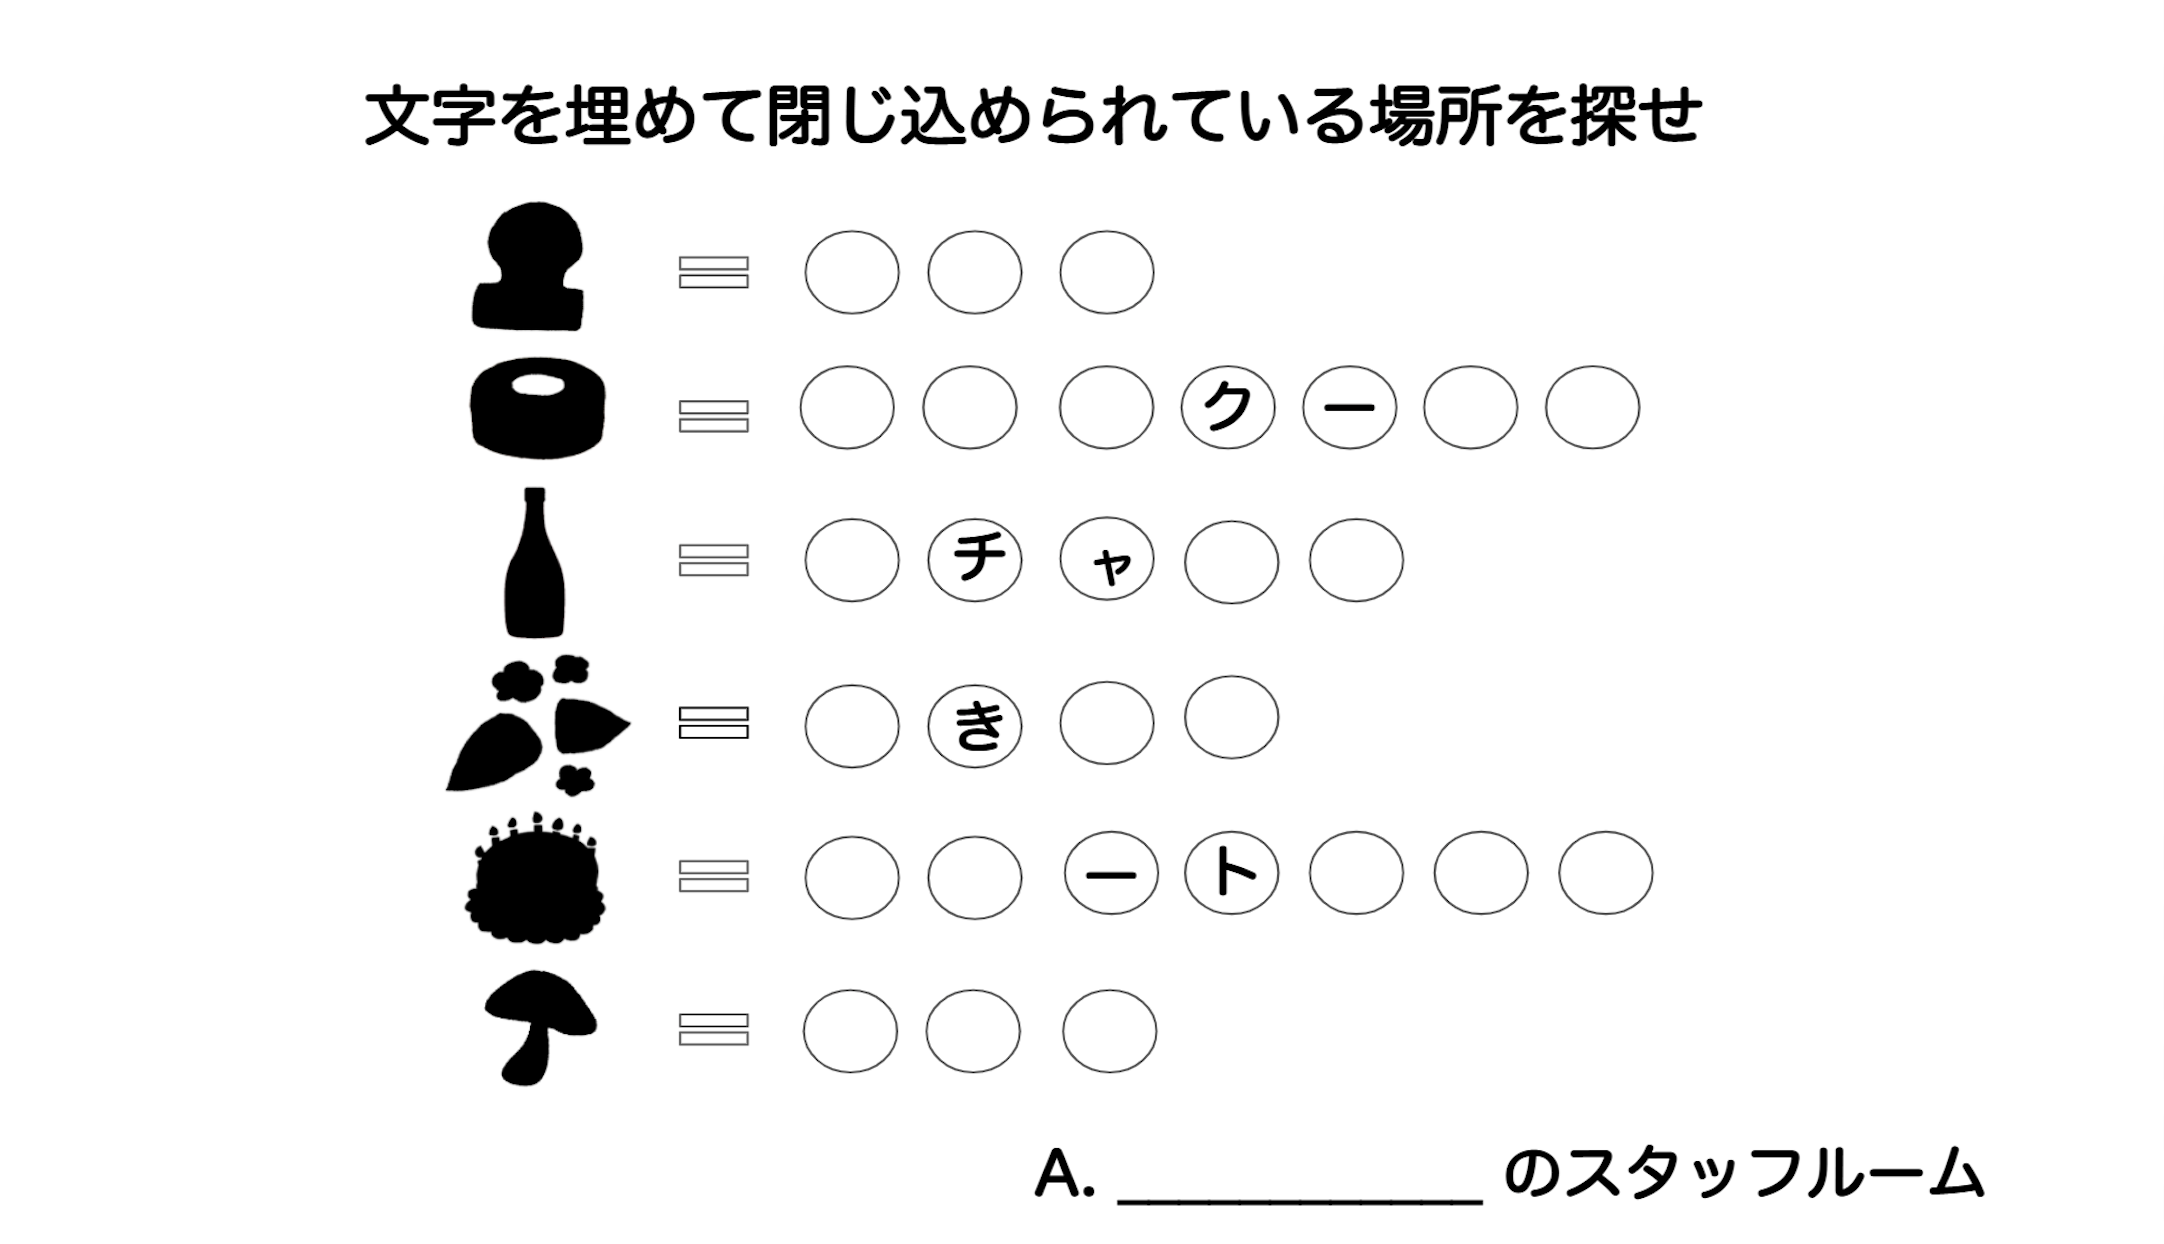 文字を埋めて閉じ込められている場所を探せ
クー
チャ
き
ート
A. ____________ のスタッフルーム